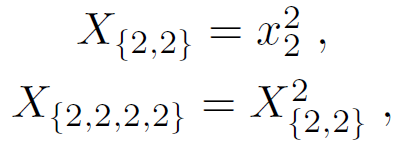 X_{\{2,2\}} = x_2^2 ,
X_{\{2,2,2,2\}} = X_{\{2,2\}}^2 ,